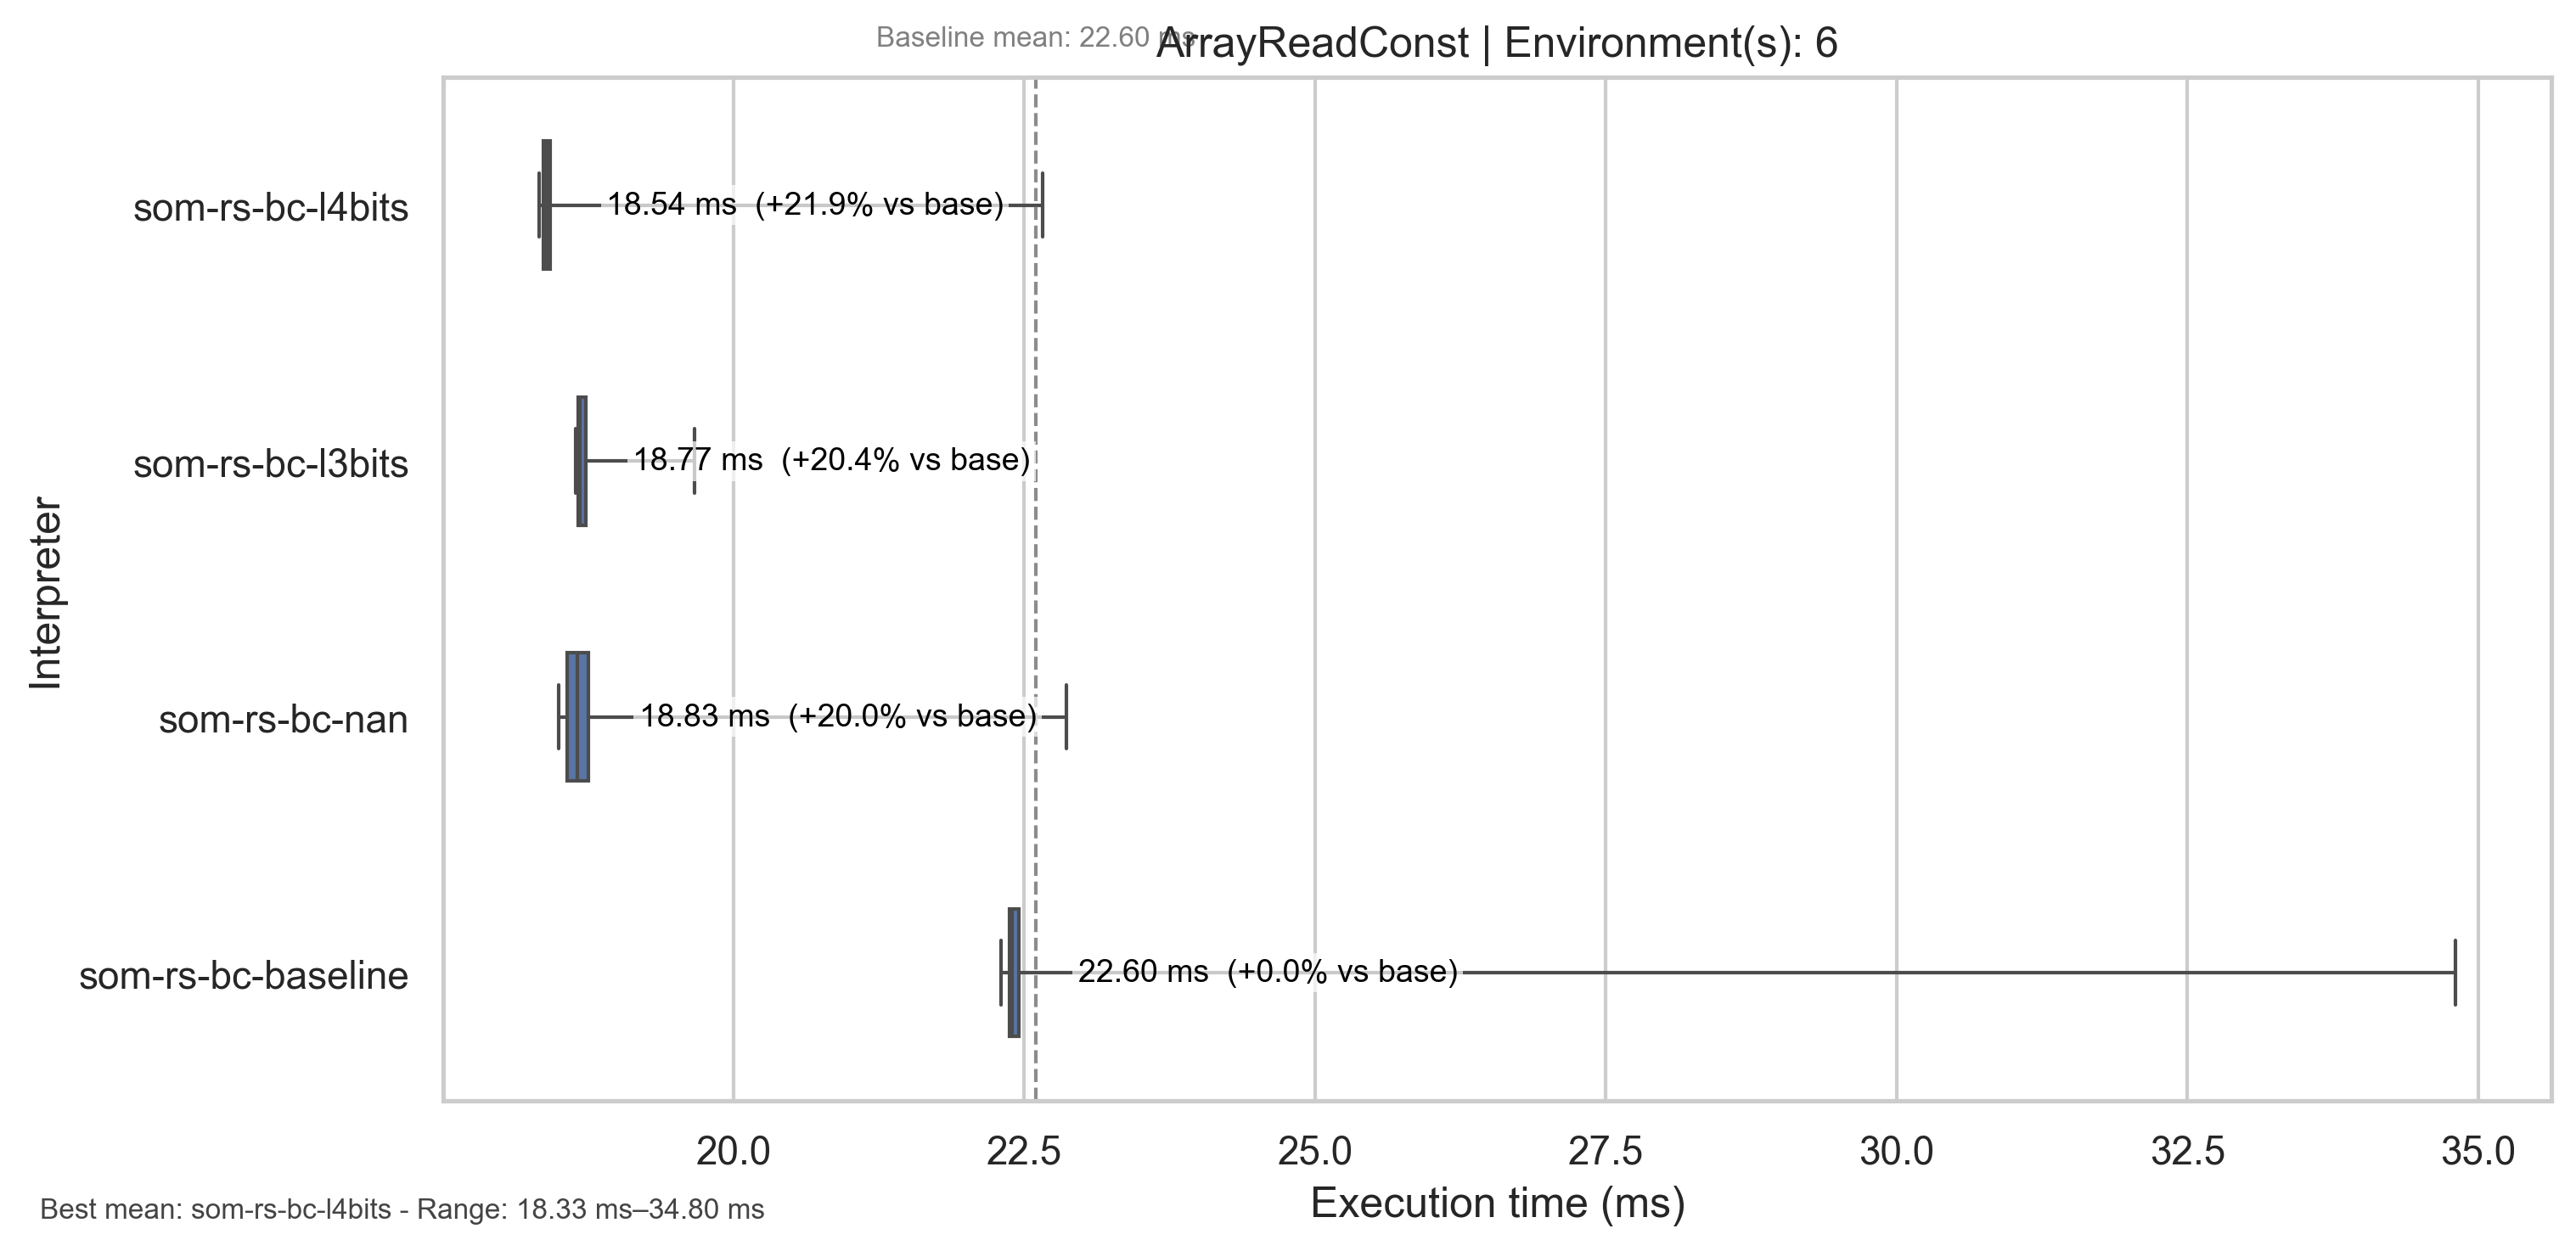 Baseline mean: 22.60 ms
ArrayReadConst | Environment(s): 6
Interpreter
som-rs-bc-l4bits
18.54 ms (+21.9% vs base)
som-rs-bc-l3bits
18.77 ms (+20.4% vs base)
som-rs-bc-nan
18.83 ms (+20.0% vs base)
som-rs-bc-baseline
22.60 ms (+0.0% vs base)
20.0 22.5 25.0 27.5 30.0 32.5 35.0
Execution time (ms)
Best mean: som-rs-bc-l4bits - Range: 18.33 ms–34.80 ms